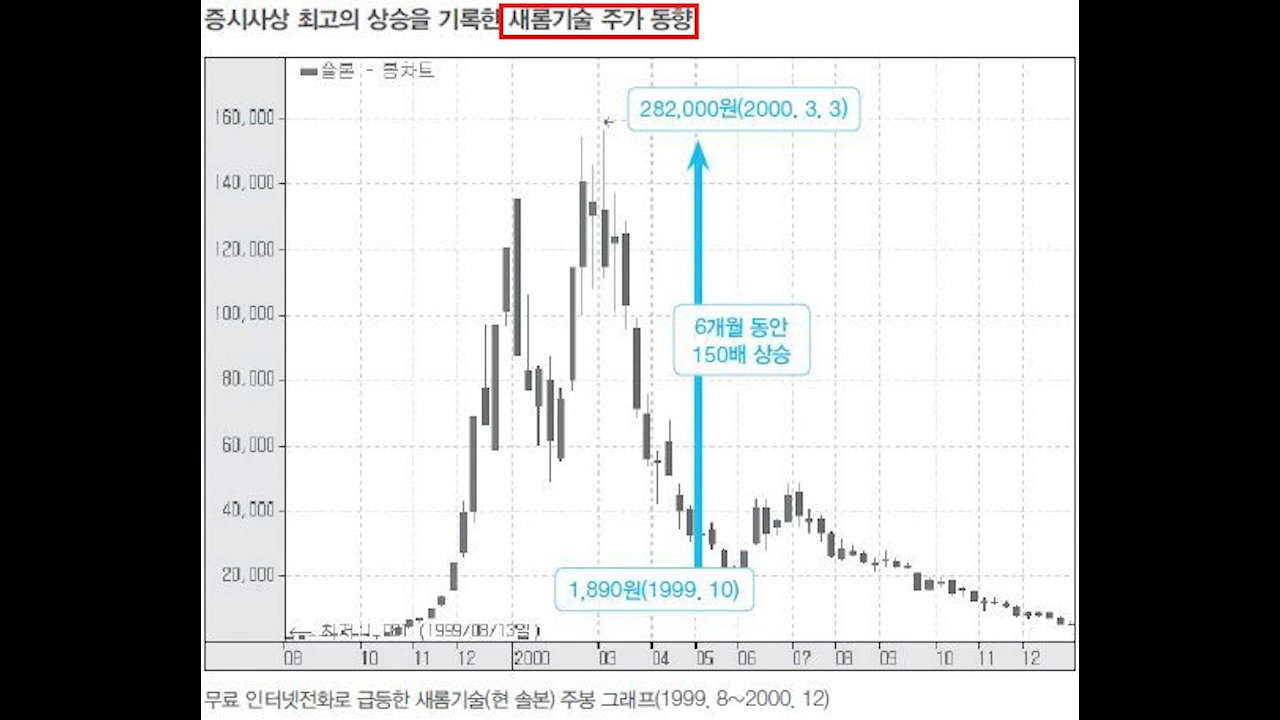 증시사상 최고의 상승을 기록한 새롬기술 주가 동향
솔본 - 봉차트
282,000원(2000. 3. 3)
160,000
140,000
120,000
100,000
80,000
60,000
40,000
20,000
6개월 동안
150배 상승
1,890원(1999. 10)
(1999/08/13일)
08 10 11 12 2000 03 04 05 06 07 08 09 10 11 12
무료 인터넷전화로 급등한 새롬기술(현 솔본) 주봉 그래프(1999. 8~2000. 12)